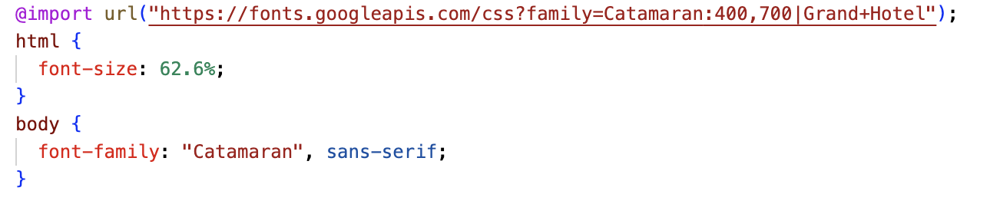 @import url("https://fonts.googleapis.com/css?family=Catamaran:400,700|Grand+Hotel");
html {
  font-size: 62.6%;
}
body {
  font-family: "Catamaran", sans-serif;
}